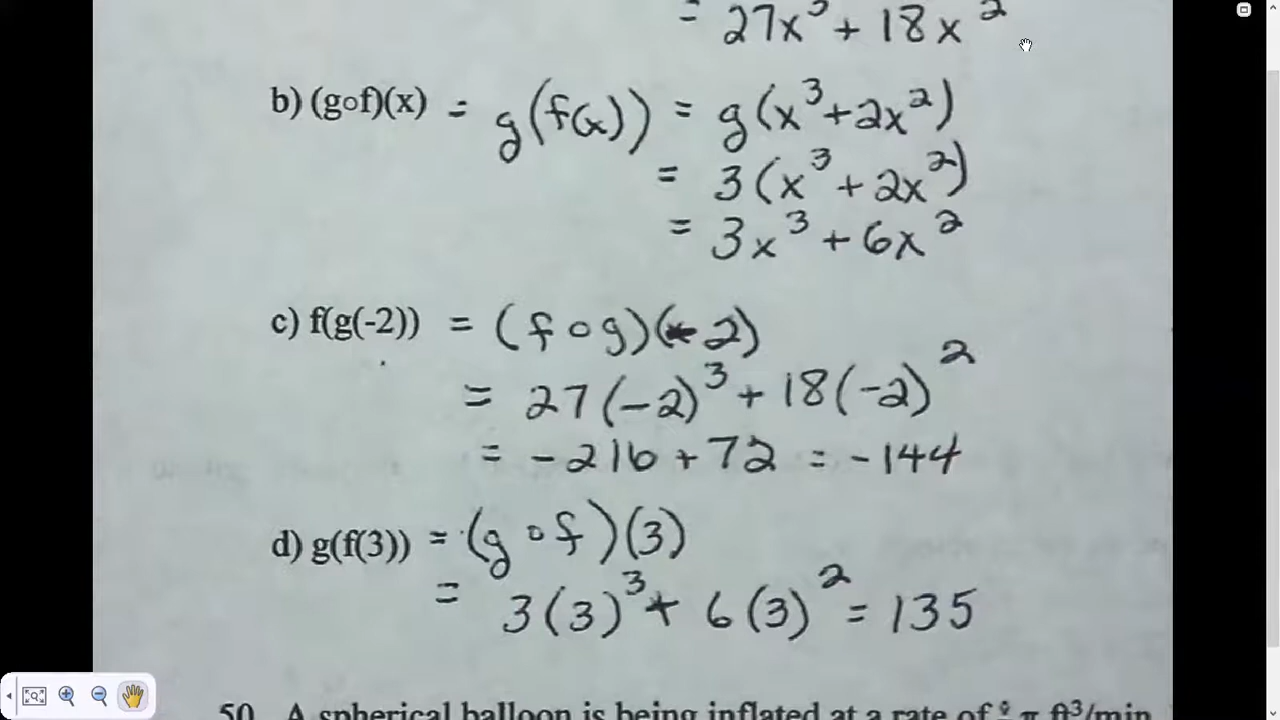 = 27x³ + 18x²
b) (g∘f)(x) = g(f(x)) = g(x³+2x²)
= 3(x³+2x²)
= 3x³ + 6x²
c) f(g(-2)) = (f∘g)(-2)
= 27(-2)³ + 18(-2)²
= -216 + 72 = -144
d) g(f(3)) = (g∘f)(3)
= 3(3)³ + 6(3)² = 135
50. A spherical balloon is being inflated at a rate of π ft³/min